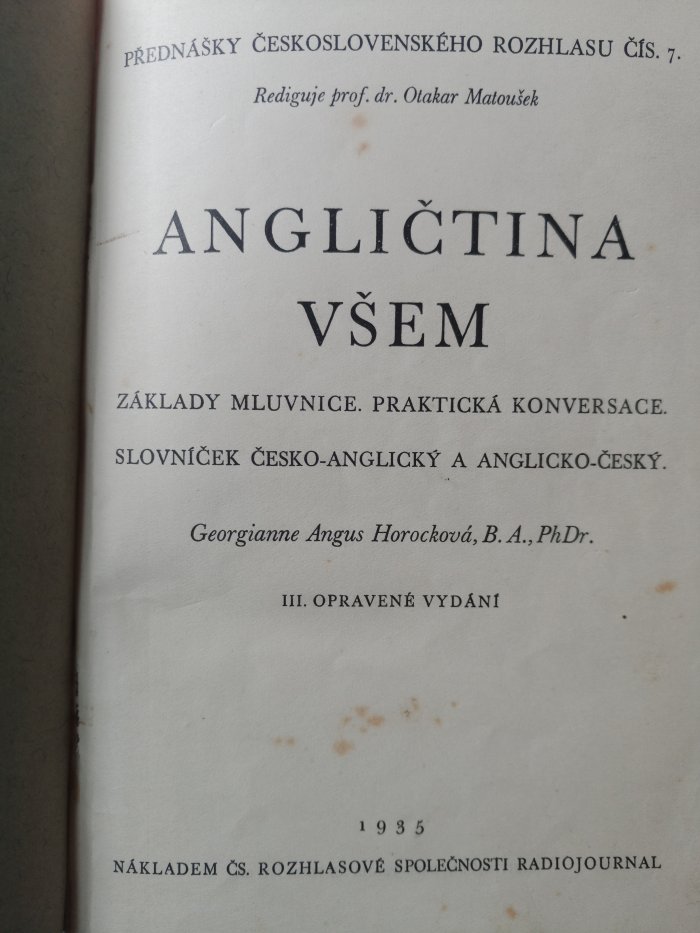 PŘEDNÁŠKY ČESKOSLOVENSKÉHO ROZHLASU ČÍS. 7.
Rediguje prof. dr. Otakar Matoušek
ANGLIČTINA
VŠEM
ZÁKLADY MLUVNICE. PRAKTICKÁ KONVERSACE.
SLOVNÍČEK ČESKO-ANGLICKÝ A ANGLICKO-ČESKÝ.
Georgianne Angus Horocková, B. A., PhDr.
III. OPRAVENÉ VYDÁNÍ
1935
NÁKLADEM ČS. ROZHLASOVÉ SPOLEČNOSTI RADIOJOURNAL